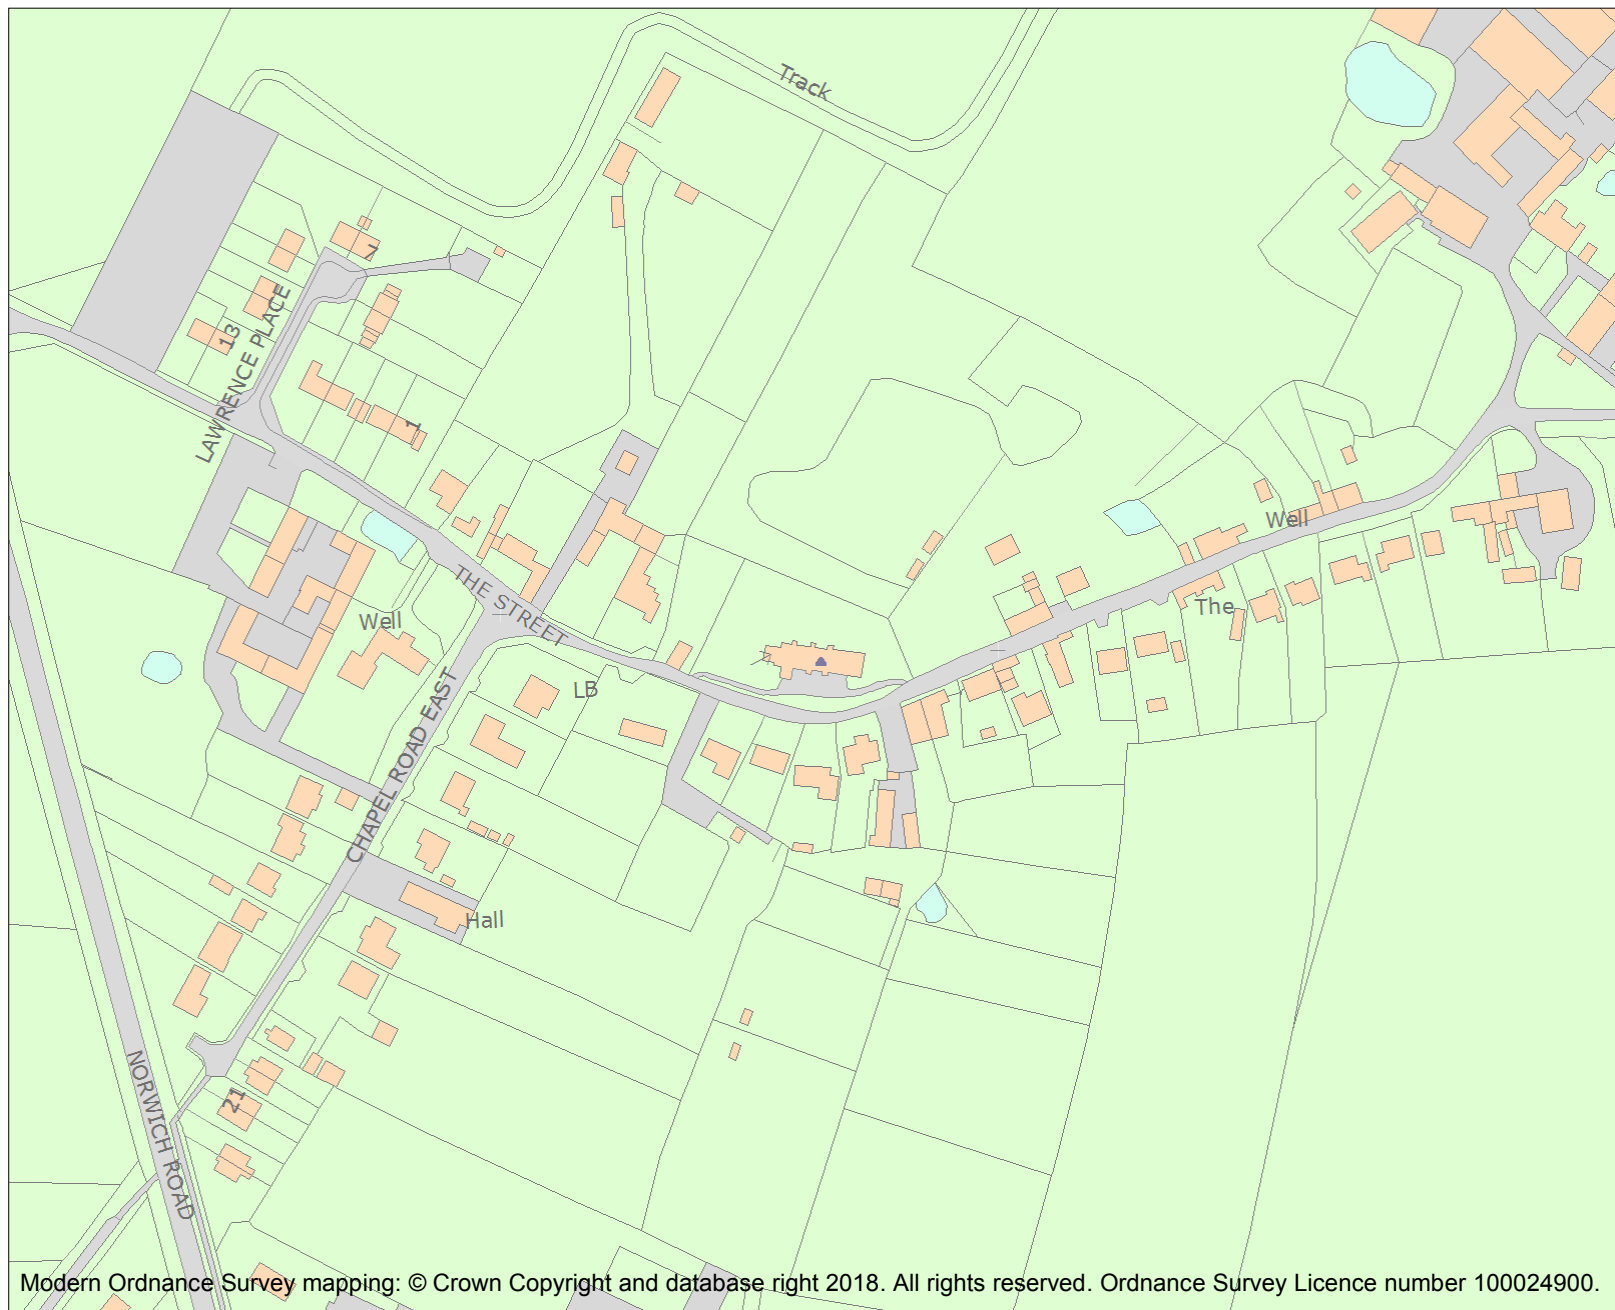 Track
7
LAWRENCE PLACE
13
1
Well
THE STREET
Well
The
LB
CHAPEL ROAD EAST
Hall
NORWICH ROAD
21
Modern Ordnance Survey mapping: © Crown Copyright and database right 2018. All rights reserved. Ordnance Survey Licence number 100024900.